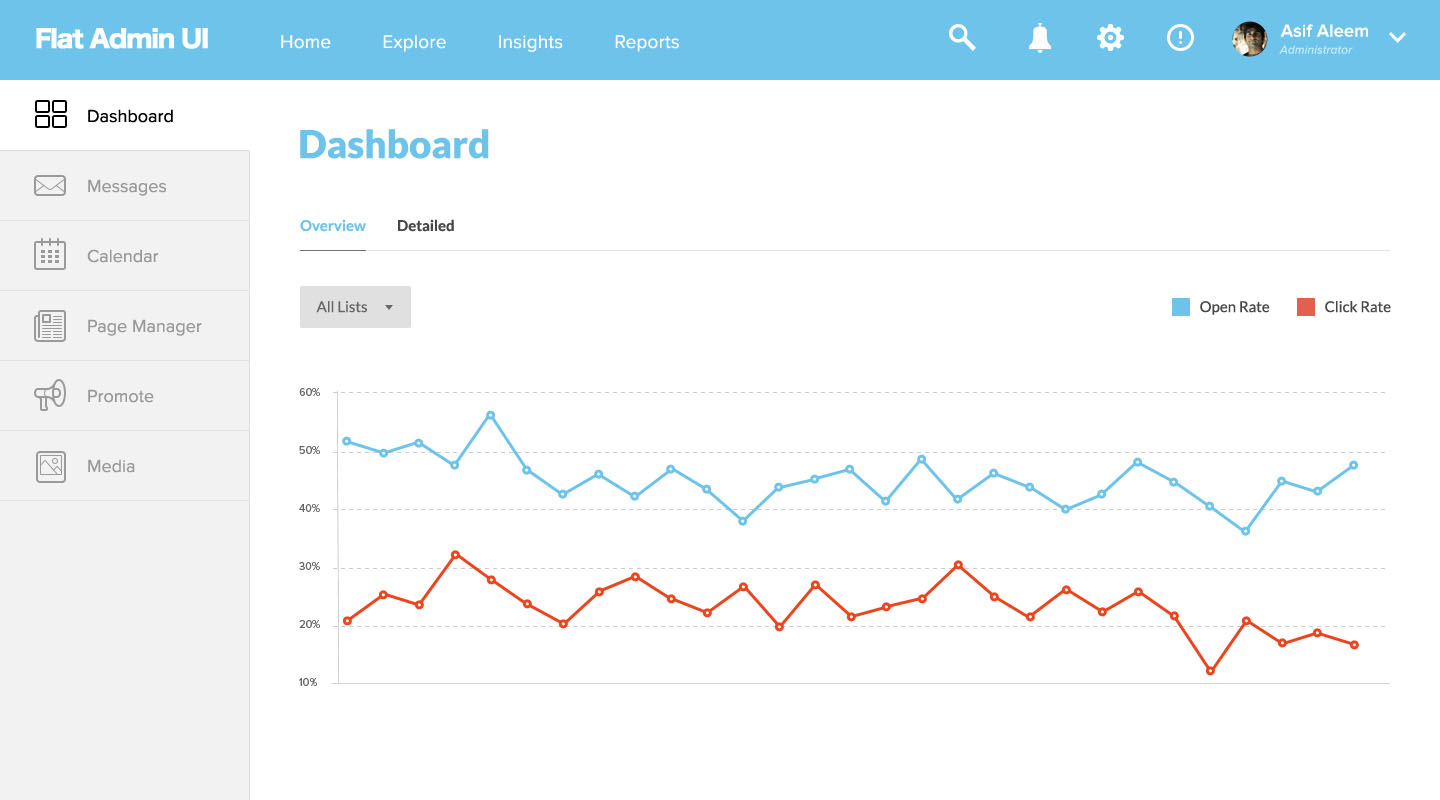 Flat Admin UI
Home Explore Insights Reports
Asif Aleem
Administrator
Dashboard
Messages
Calendar
Page Manager
Promote
Media
Dashboard
Overview Detailed
All Lists
Open Rate Click Rate
60%
50%
40%
30%
20%
10%